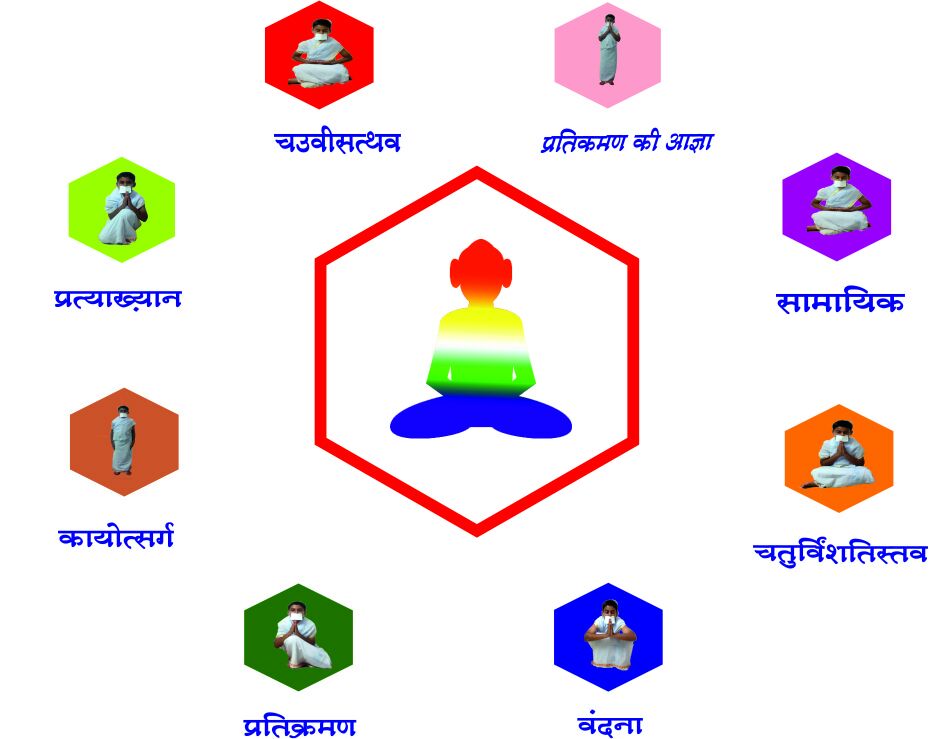 चउवीसत्थव
प्रतिकमण की आज्ञा
प्रत्याख्य़ान
सामायिक
कायोत्सर्ग
चतुर्विंशतिस्तव
प्रतिक्रमण
वंदना